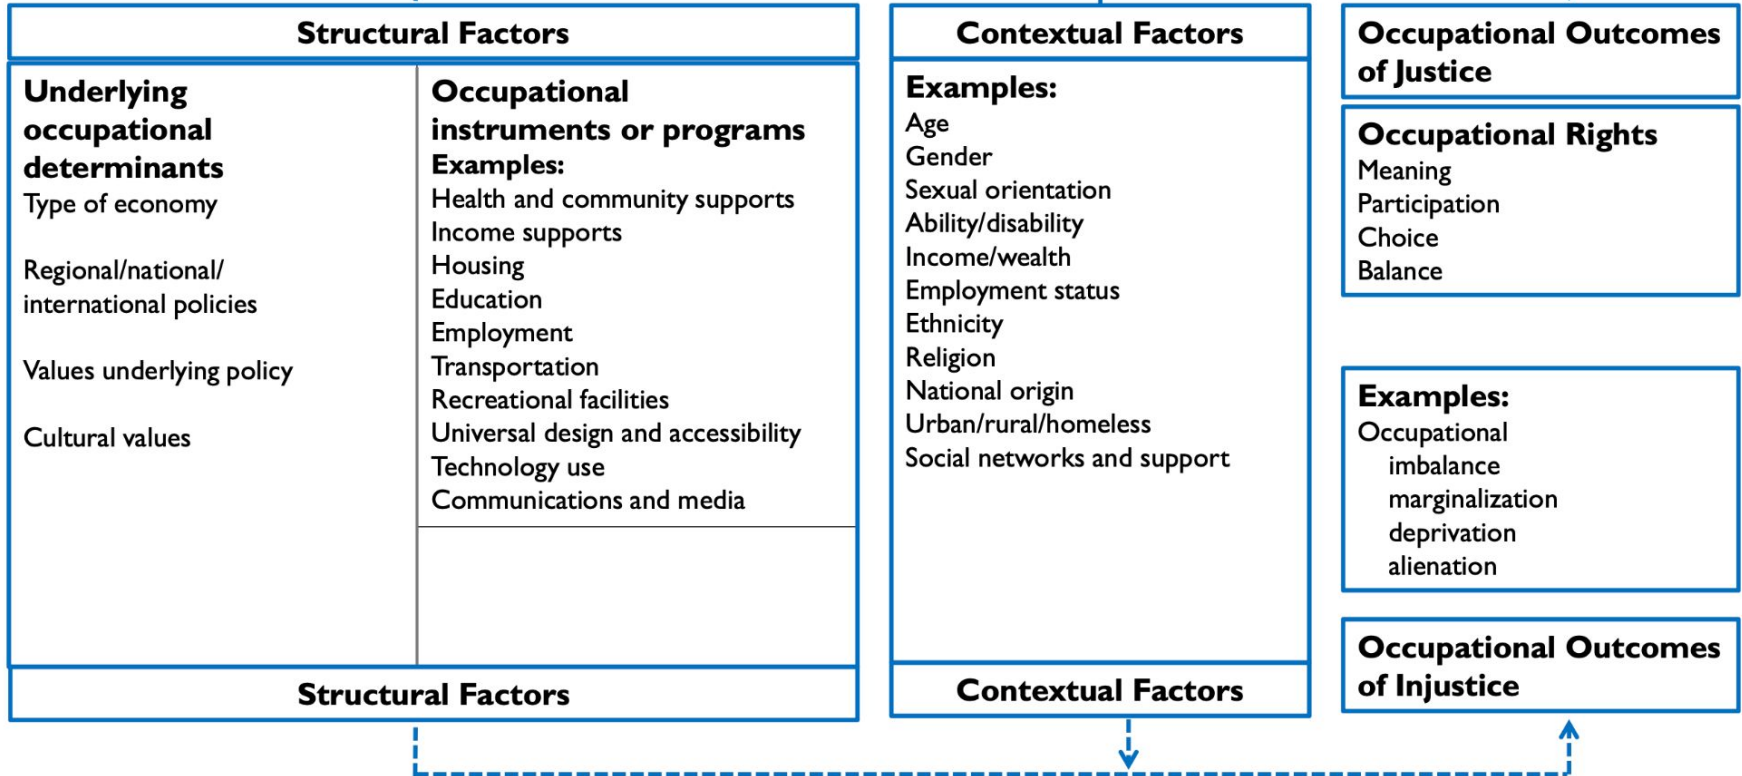 Structural Factors
Underlying
occupational
determinants
Type of economy
Regional/national/
international policies
Values underlying policy
Cultural values
Occupational
instruments or programs
Examples:
Health and community supports
Income supports
Housing
Education
Employment
Transportation
Recreational facilities
Universal design and accessibility
Technology use
Communications and media
Structural Factors
Contextual Factors
Examples:
Age
Gender
Sexual orientation
Ability/disability
Income/wealth
Employment status
Ethnicity
Religion
National origin
Urban/rural/homeless
Social networks and support
Contextual Factors
Occupational Outcomes
of Justice
Occupational Rights
Meaning
Participation
Choice
Balance
Examples:
Occupational
imbalance
marginalization
deprivation
alienation
Occupational Outcomes
of Injustice